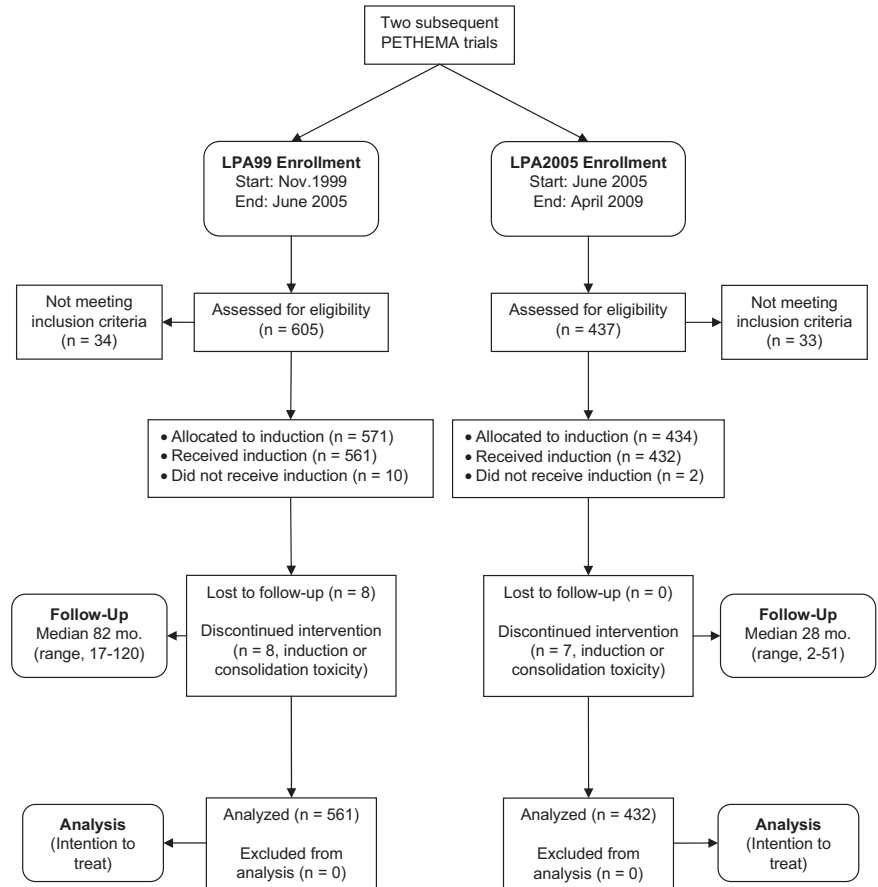 Two subsequent
PETHEMA trials
LPA99 Enrollment
Start: Nov.1999
End: June 2005
LPA2005 Enrollment
Start: June 2005
End: April 2009
Not meeting
inclusion criteria
(n = 34)
Assessed for eligibility
(n = 605)
Assessed for eligibility
(n = 437)
Not meeting
inclusion criteria
(n = 33)
• Allocated to induction (n = 571)
• Received induction (n = 561)
• Did not receive induction (n = 10)
• Allocated to induction (n = 434)
• Received induction (n = 432)
• Did not receive induction (n = 2)
Follow-Up
Median 82 mo.
(range, 17-120)
Lost to follow-up (n = 8)
Discontinued intervention
(n = 8, induction or
consolidation toxicity)
Lost to follow-up (n = 0)
Discontinued intervention
(n = 7, induction or
consolidation toxicity)
Follow-Up
Median 28 mo.
(range, 2-51)
Analysis
(Intention to
treat)
Analyzed (n = 561)
Excluded from
analysis (n = 0)
Analyzed (n = 432)
Excluded from
analysis (n = 0)
Analysis
(Intention to
treat)